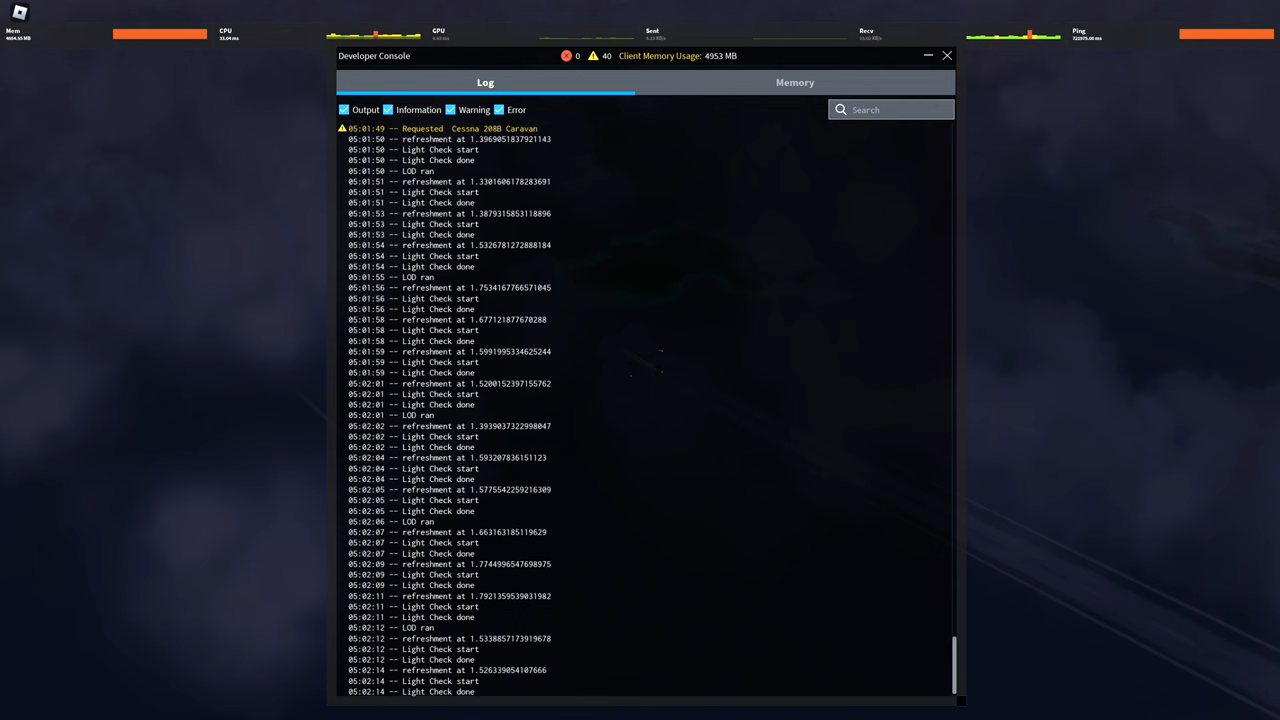 Mem
4954.55 MB
CPU
33.04 ms
GPU
4.83 ms
Sent
4.13 KB/s
Recv
Ping
721975.00 ms
Developer Console
0
40
Client Memory Usage: 4953 MB
Log
Memory
Output
Information
Warning
Error
Search
05:01:49 -- Requested  Cessna 208B Caravan
05:01:50 -- refreshment at 1.3969051837921143
05:01:50 -- Light Check start
05:01:50 -- Light Check done
05:01:50 -- LOD ran
05:01:51 -- refreshment at 1.3301606178283691
05:01:51 -- Light Check start
05:01:51 -- Light Check done
05:01:53 -- refreshment at 1.3879315853118896
05:01:53 -- Light Check start
05:01:53 -- Light Check done
05:01:54 -- refreshment at 1.5326781272888184
05:01:54 -- Light Check start
05:01:54 -- Light Check done
05:01:55 -- LOD ran
05:01:56 -- refreshment at 1.7534167766571045
05:01:56 -- Light Check start
05:01:56 -- Light Check done
05:01:58 -- refreshment at 1.677121877670288
05:01:58 -- Light Check start
05:01:58 -- Light Check done
05:01:59 -- refreshment at 1.5991995334625244
05:01:59 -- Light Check start
05:01:59 -- Light Check done
05:02:01 -- refreshment at 1.5200152397155762
05:02:01 -- Light Check start
05:02:01 -- Light Check done
05:02:01 -- LOD ran
05:02:02 -- refreshment at 1.3939037322998047
05:02:02 -- Light Check start
05:02:02 -- Light Check done
05:02:04 -- refreshment at 1.593207836151123
05:02:04 -- Light Check start
05:02:04 -- Light Check done
05:02:05 -- refreshment at 1.5775542259216309
05:02:05 -- Light Check start
05:02:05 -- Light Check done
05:02:06 -- LOD ran
05:02:07 -- refreshment at 1.663163185119629
05:02:07 -- Light Check start
05:02:07 -- Light Check done
05:02:09 -- refreshment at 1.7744996547698975
05:02:09 -- Light Check start
05:02:09 -- Light Check done
05:02:11 -- refreshment at 1.7921359539031982
05:02:11 -- Light Check start
05:02:11 -- Light Check done
05:02:12 -- LOD ran
05:02:12 -- refreshment at 1.5338857173919678
05:02:12 -- Light Check start
05:02:12 -- Light Check done
05:02:14 -- refreshment at 1.526339054107666
05:02:14 -- Light Check start
05:02:14 -- Light Check done